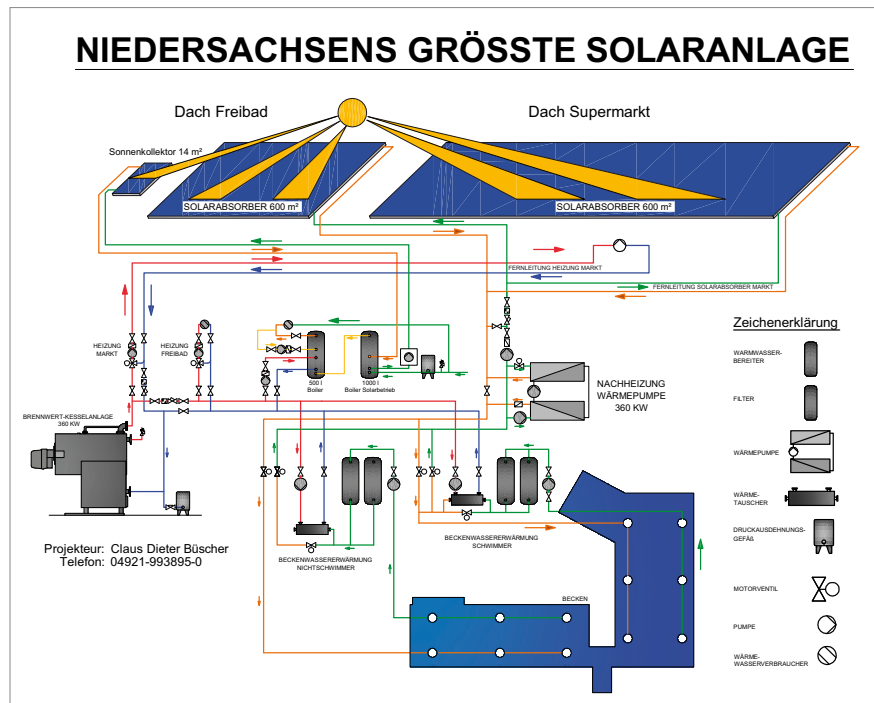 NIEDERSACHSENS GRÖSSTE SOLARANLAGE
Dach Freibad
Dach Supermarkt
Sonnenkollektor 14 m²
SOLARABSORBER 600 m²
SOLARABSORBER 600 m²
FERNLEITUNG HEIZUNG MARKT
FERNLEITUNG SOLARABSORBER MARKT
HEIZUNG
MARKT
HEIZUNG
FREIBAD
500 l
Boiler
1000 l
Boiler Solarbetrieb
NACHHEIZUNG
WÄRMEPUMPE
360 KW
BRENNWERT-KESSELANLAGE
360 KW
Projekteur: Claus Dieter Büscher
Telefon: 04921-993895-0
BECKENWASSERERWÄRMUNG
NICHTSCHWIMMER
BECKENWASSERERWÄRMUNG
SCHWIMMER
BECKEN
Zeichenerklärung
WARMWASSER-
BEREITER
FILTER
WÄRMEPUMPE
WÄRME-
TAUSCHER
DRUCKAUSDEHNUNGS-
GEFÄß
MOTORVENTIL
PUMPE
WÄRME-
WASSERVERBRAUCHER